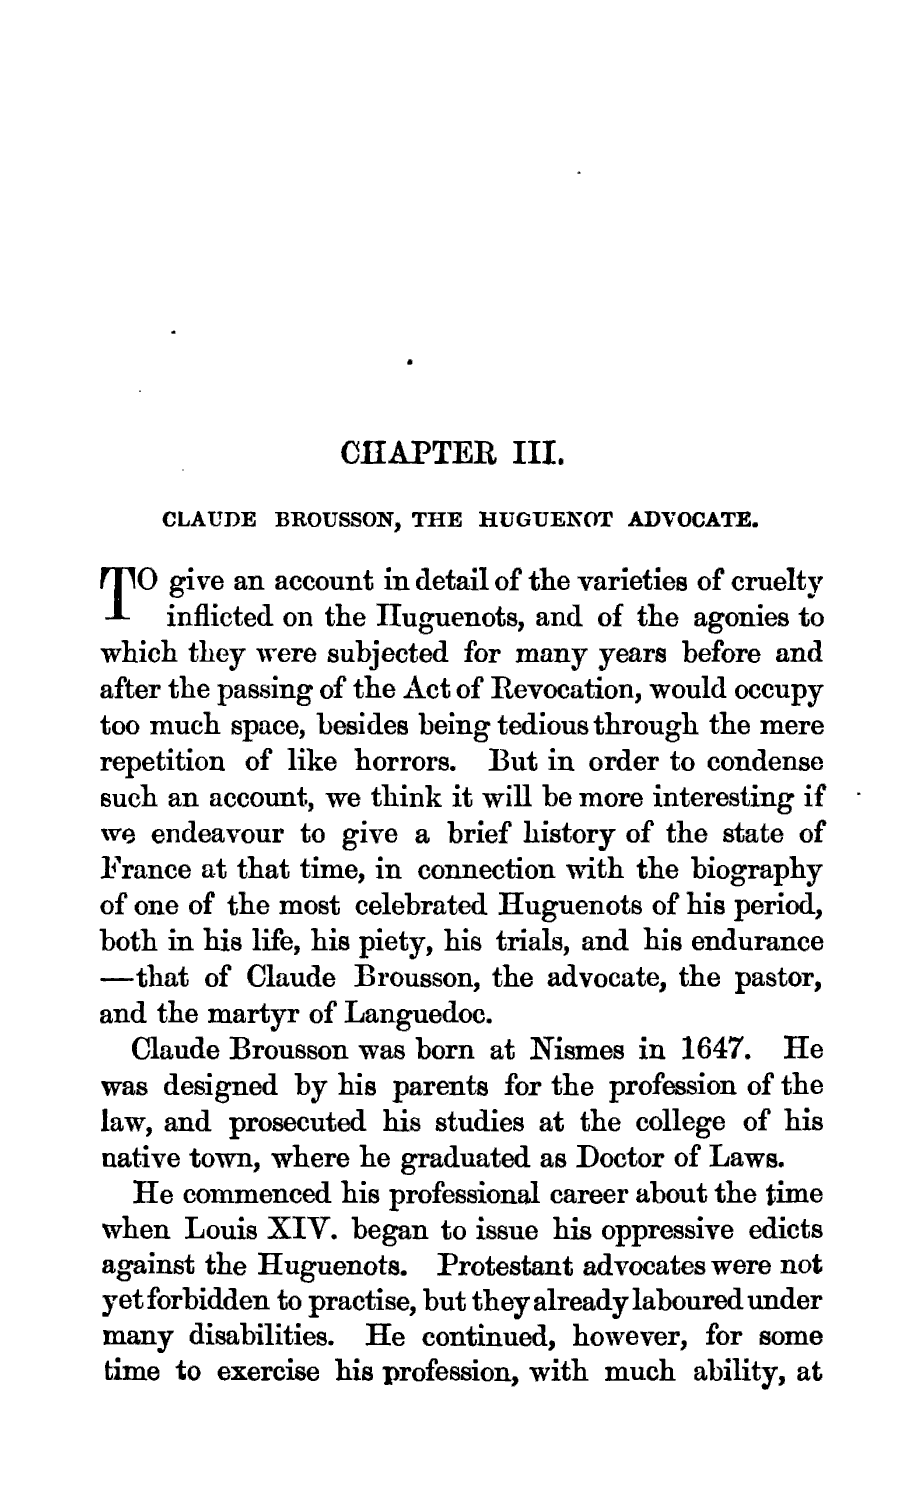 CHAPTER III.
CLAUDE BROUSSON, THE HUGUENOT ADVOCATE.
TO give an account in detail of the varieties of cruelty
inflicted on the Huguenots, and of the agonies to
which they were subjected for many years before and
after the passing of the Act of Revocation, would occupy
too much space, besides being tedious through the mere
repetition of like horrors. But in order to condense
such an account, we think it will be more interesting if
we endeavour to give a brief history of the state of
France at that time, in connection with the biography
of one of the most celebrated Huguenots of his period,
both in his life, his piety, his trials, and his endurance
—that of Claude Brousson, the advocate, the pastor,
and the martyr of Languedoc.
Claude Brousson was born at Nismes in 1647. He
was designed by his parents for the profession of the
law, and prosecuted his studies at the college of his
native town, where he graduated as Doctor of Laws.
He commenced his professional career about the time
when Louis XIV. began to issue his oppressive edicts
against the Huguenots. Protestant advocates were not
yet forbidden to practise, but they already laboured under
many disabilities. He continued, however, for some
time to exercise his profession, with much ability, at